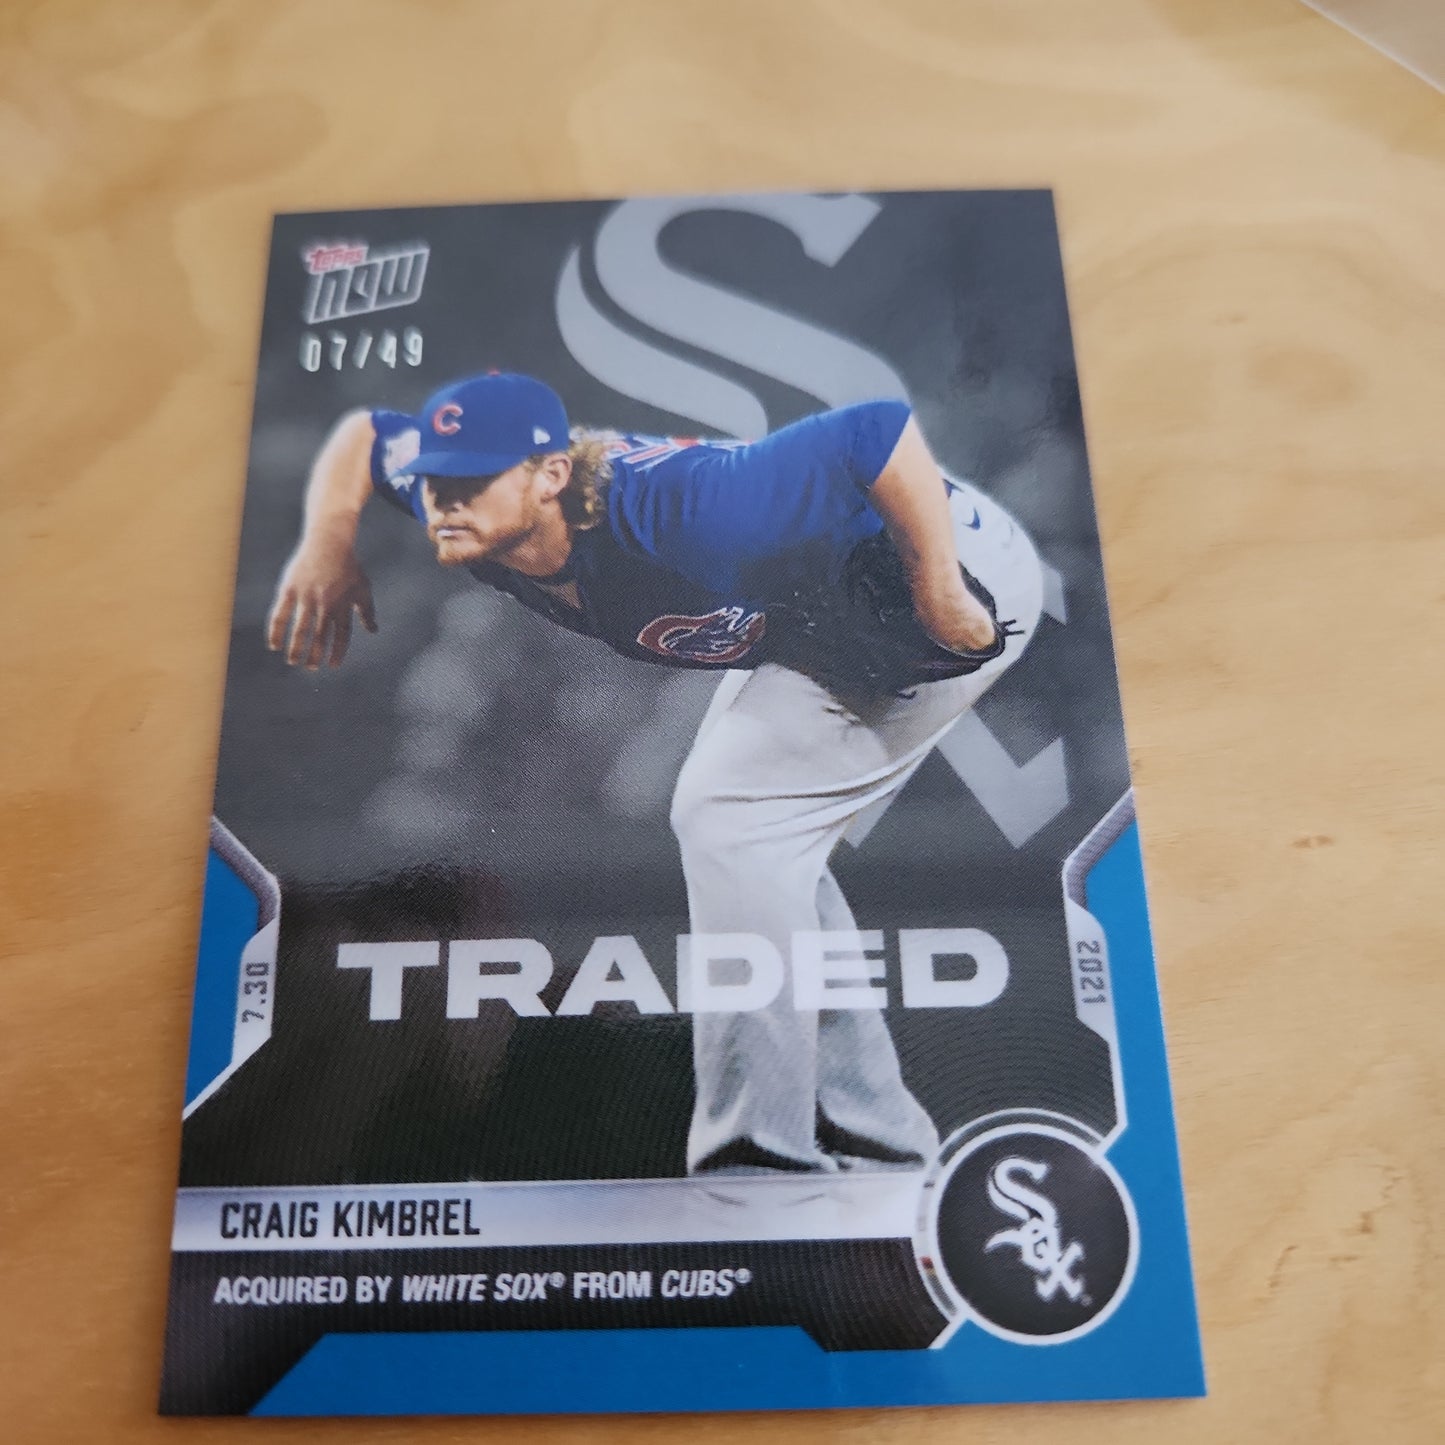 topps
now
07/49
C
TRADED
7.30
2021
CRAIG KIMBREL
ACQUIRED BY WHITE SOX® FROM CUBS®
Sox